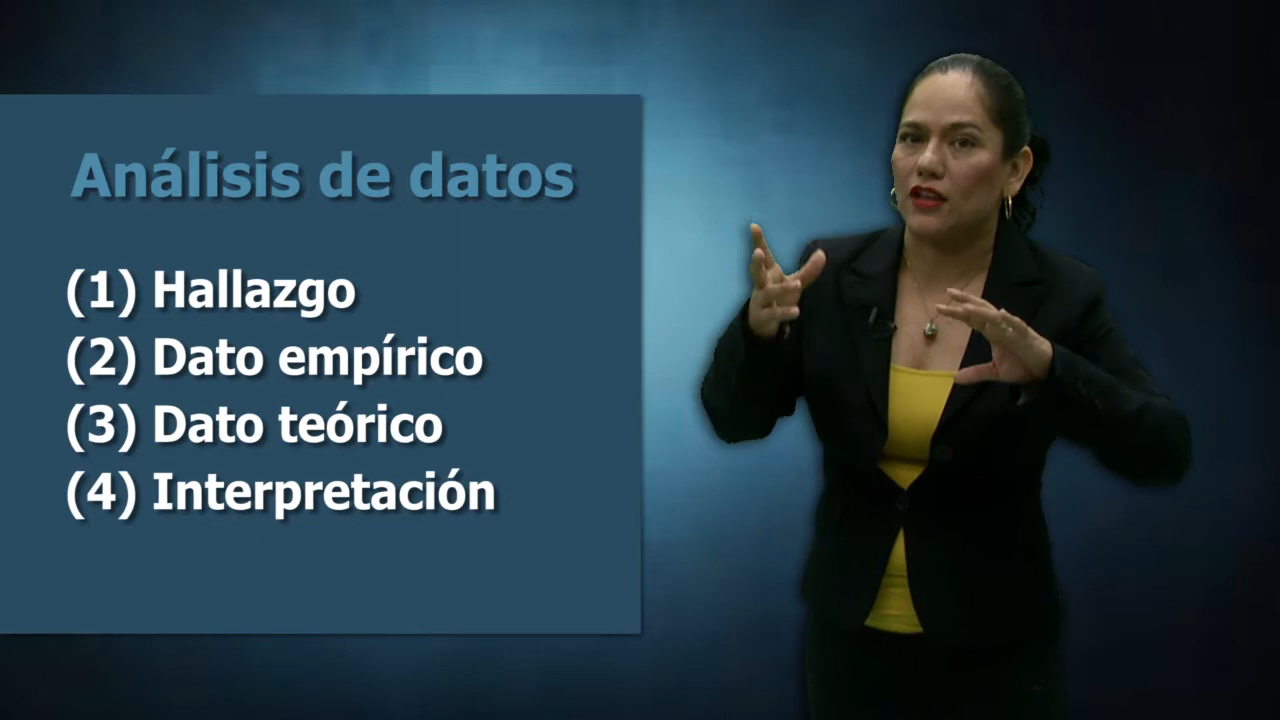 Análisis de datos
(1) Hallazgo
(2) Dato empírico
(3) Dato teórico
(4) Interpretación